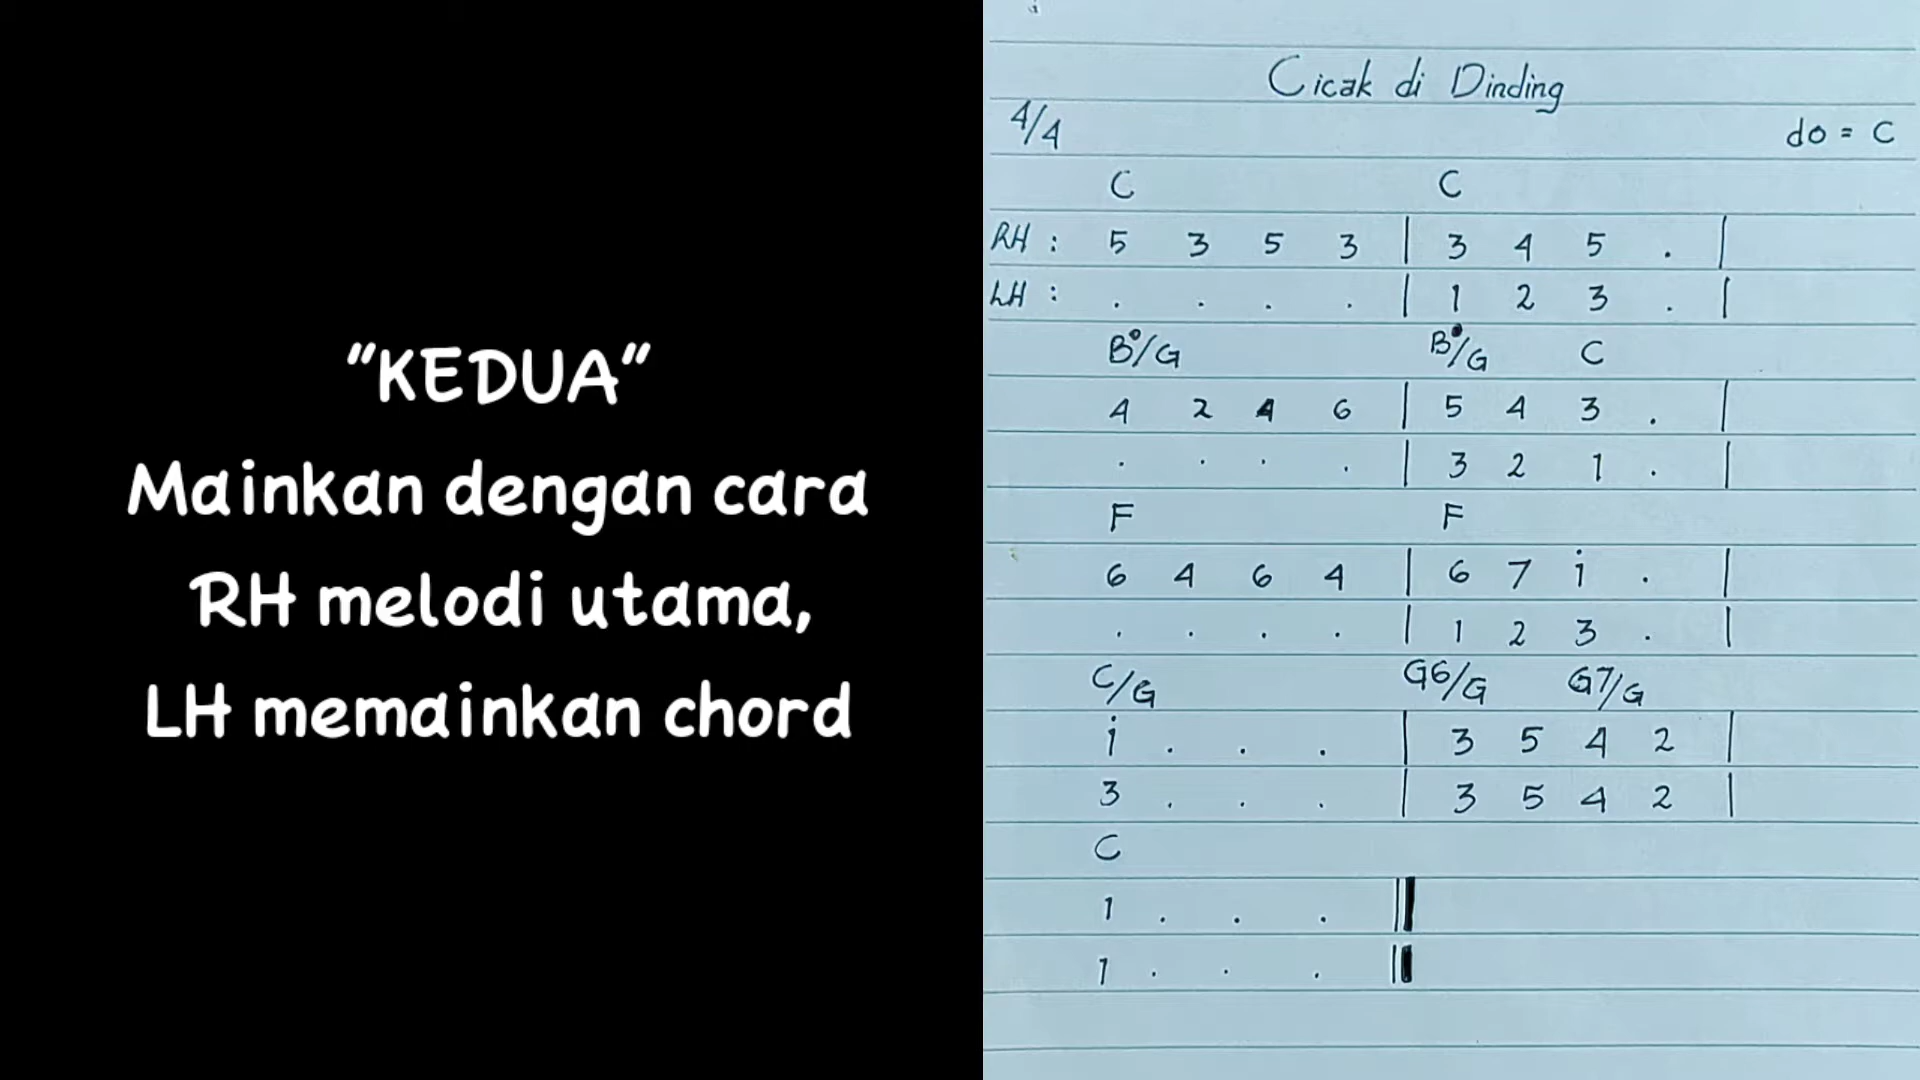 "KEDUA"
Mainkan dengan cara
RH melodi utama,
LH memainkan chord
Cicak di Dinding
4/4 do = C
C C
RH : 5 3 5 3 | 3 4 5 . |
LH : . . . . | 1 2 3 . |
B°/G B°/G C
4 2 4 6 | 5 4 3 . |
. . . . | 3 2 1 . |
F F
6 4 6 4 | 6 7 i . |
. . . . | 1 2 3 . |
C/G G6/G G7/G
i . . . | 3 5 4 2 |
3 . . . | 3 5 4 2 |
C
1 . . . ||
1 . . . ||